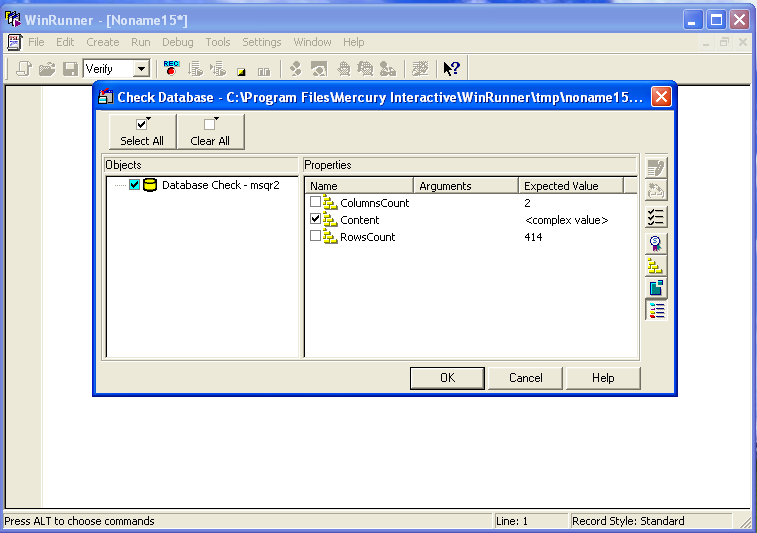 WinRunner - [Noname15*]
File Edit Create Run Debug Tools Settings Window Help
Verify REC
Check Database - C:\Program Files\Mercury Interactive\WinRunner\tmp\noname15...
Select All Clear All
Objects Properties
Database Check - msqr2
Name Arguments Expected Value
ColumnsCount 2
Content <complex value>
RowsCount 414
OK Cancel Help
Press ALT to choose commands Line: 1 Record Style: Standard